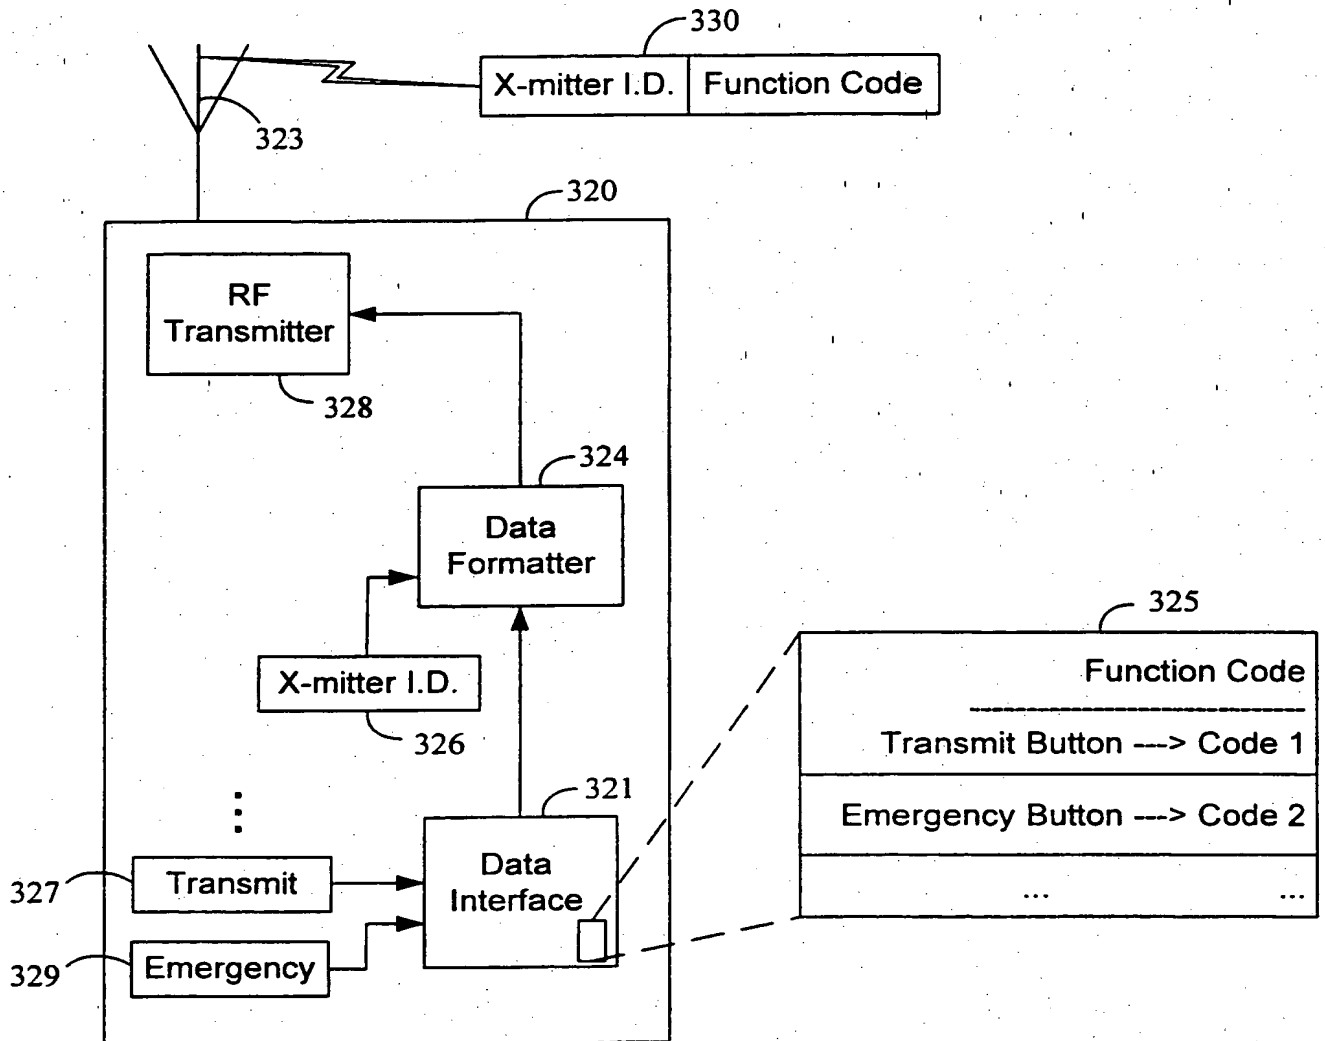 330
X-mitter I.D. Function Code
323
320
RF
Transmitter
328
324
Data
Formatter
325
X-mitter I.D.
326
Function Code
Transmit Button ---> Code 1
321
Emergency Button ---> Code 2
Data
Interface
327
Transmit
... ...
329
Emergency